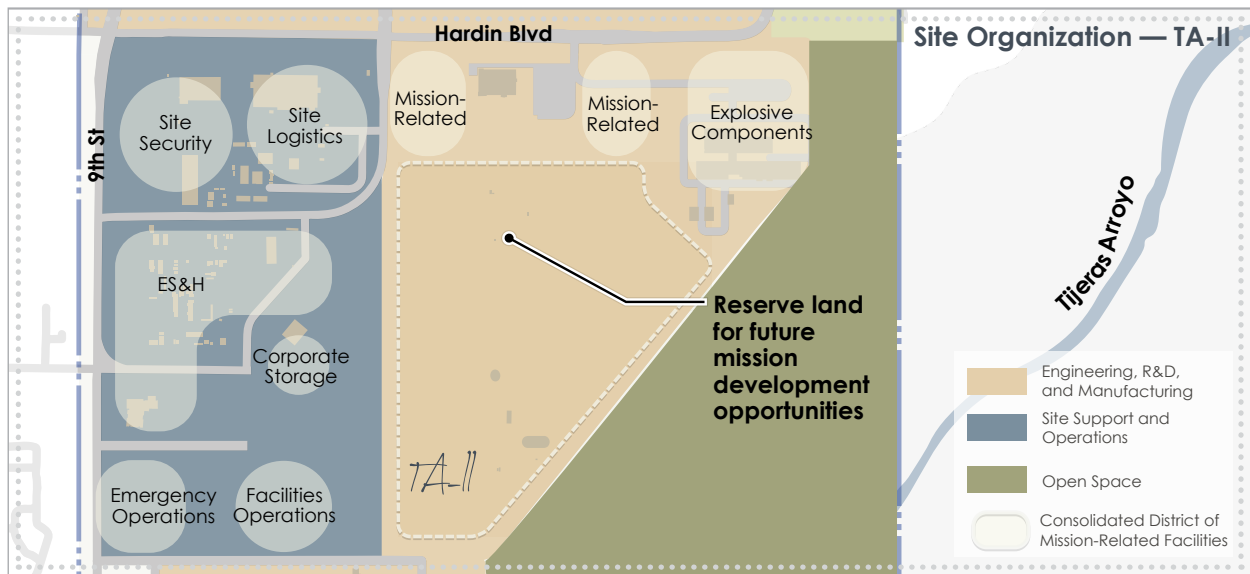 Hardin Blvd
Site Organization — TA-II
9th St
Site
Security
Site
Logistics
Mission-
Related
Mission-
Related
Explosive
Components
Tijeras Arroyo
ES&H
Reserve land
for future
mission
development
opportunities
Corporate
Storage
TA-II
Emergency
Operations
Facilities
Operations
Engineering, R&D,
and Manufacturing
Site Support and
Operations
Open Space
Consolidated District of
Mission-Related Facilities